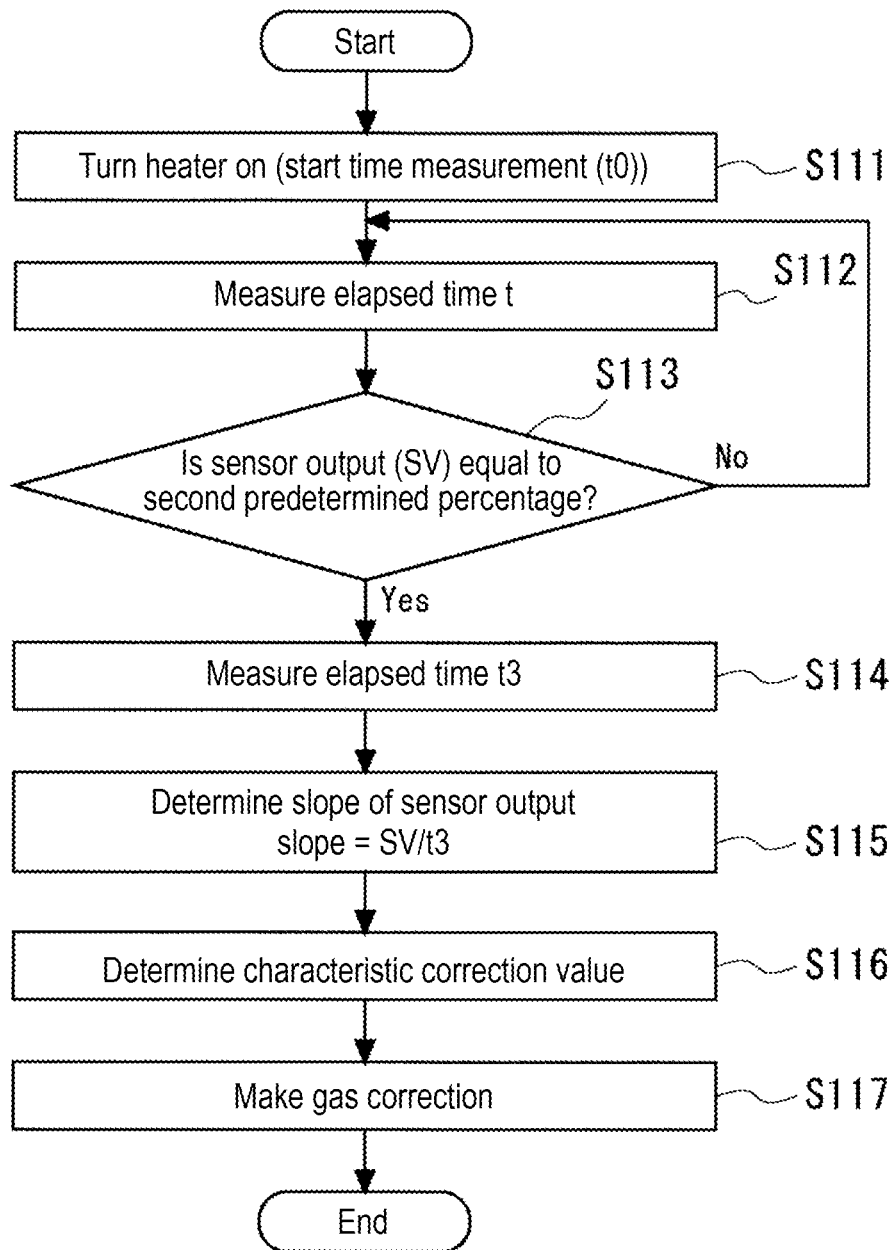 Start
Turn heater on (start time measurement (t0))
S111
Measure elapsed time t
S112
S113
Is sensor output (SV) equal to
second predetermined percentage?
No
Yes
Measure elapsed time t3
S114
Determine slope of sensor output
slope = SV/t3
S115
Determine characteristic correction value
S116
Make gas correction
S117
End